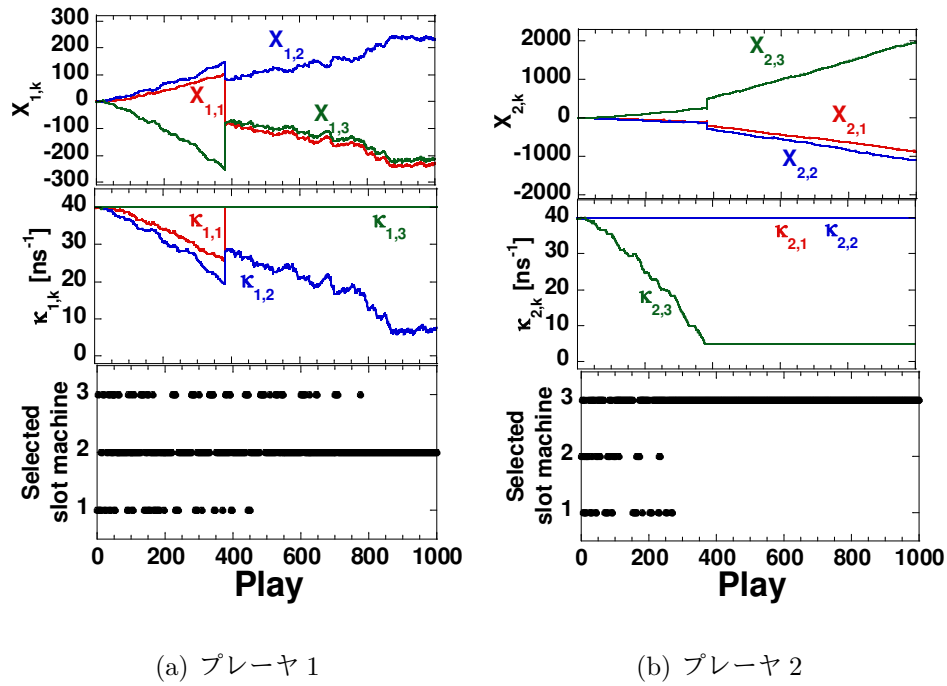 300
200
100
0
-100
-200
-300
X1,k
X1,2
X1,1
X1,3
40
30
20
10
0
κ1,k [ns-1]
κ1,1
κ1,2
κ1,3
3
2
1
Selected
slot machine
0 200 400 600 800 1000
Play
(a) プレーヤ 1
2000
1000
0
-1000
-2000
X2,k
X2,3
X2,1
X2,2
40
30
20
10
0
κ2,k [ns-1]
κ2,1 κ2,2
κ2,3
3
2
1
Selected
slot machine
0 200 400 600 800 1000
Play
(b) プレーヤ 2